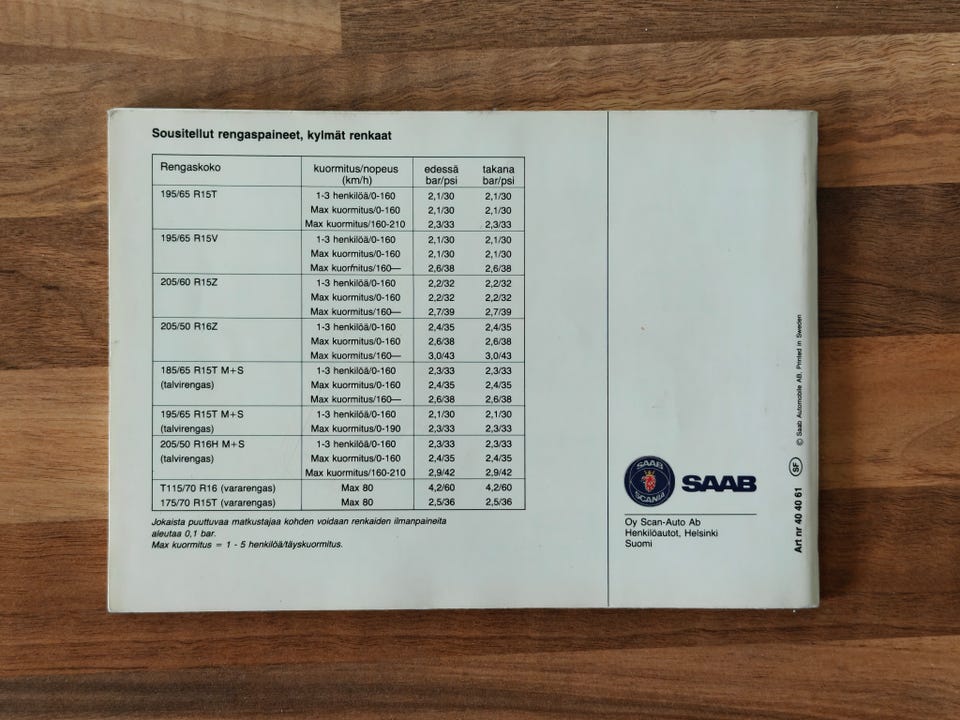 Sousitellut rengaspaineet, kylmät renkaat
Rengaskoko kuormitus/nopeus edessä takana
(km/h) bar/psi bar/psi
195/65 R15T 1-3 henkilöä/0-160 2,1/30 2,1/30
Max kuormitus/0-160 2,1/30 2,1/30
Max kuormitus/160-210 2,3/33 2,3/33
195/65 R15V 1-3 henkilöä/0-160 2,1/30 2,1/30
Max kuormitus/0-160 2,1/30 2,1/30
Max kuormitus/160— 2,6/38 2,6/38
205/60 R15Z 1-3 henkilöä/0-160 2,2/32 2,2/32
Max kuormitus/0-160 2,2/32 2,2/32
Max kuormitus/160— 2,7/39 2,7/39
205/50 R16Z 1-3 henkilöä/0-160 2,4/35 2,4/35
Max kuormitus/0-160 2,6/38 2,6/38
Max kuormitus/160— 3,0/43 3,0/43
185/65 R15T M+S 1-3 henkilöä/0-160 2,3/33 2,3/33
(talvirengas) Max kuormitus/0-160 2,4/35 2,4/35
Max kuormitus/160— 2,6/38 2,6/38
195/65 R15T M+S 1-3 henkilöä/0-160 2,1/30 2,1/30
(talvirengas) Max kuormitus/0-190 2,3/33 2,3/33
205/50 R16H M+S 1-3 henkilöä/0-160 2,3/33 2,3/33
(talvirengas) Max kuormitus/0-160 2,4/35 2,4/35
Max kuormitus/160-210 2,9/42 2,9/42
T115/70 R16 (vararengas) Max 80 4,2/60 4,2/60
175/70 R15T (vararengas) Max 80 2,5/36 2,5/36
Jokaista puuttuvaa matkustajaa kohden voidaan renkaiden ilmanpaineita
aleutaa 0,1 bar.
Max kuormitus = 1 - 5 henkilöä/täyskuormitus.
SAAB
SCANIA
SAAB
Oy Scan-Auto Ab
Henkilöautot, Helsinki
Suomi
Art nr 40 40 61 SF © Saab Automobile AB, Printed in Sweden